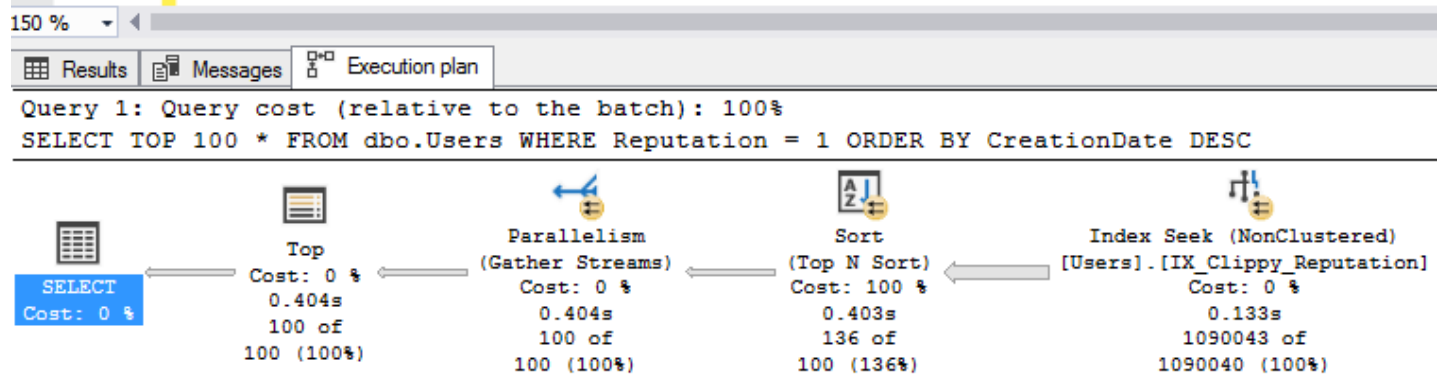 150 %
Results Messages Execution plan
Query 1: Query cost (relative to the batch): 100%
SELECT TOP 100 * FROM dbo.Users WHERE Reputation = 1 ORDER BY CreationDate DESC
SELECT
Cost: 0 %
Top
Cost: 0 %
0.404s
100 of
100 (100%)
Parallelism
(Gather Streams)
Cost: 0 %
0.404s
100 of
100 (100%)
Sort
(Top N Sort)
Cost: 100 %
0.403s
136 of
100 (136%)
Index Seek (NonClustered)
[Users].[IX_Clippy_Reputation]
Cost: 0 %
0.133s
1090043 of
1090040 (100%)